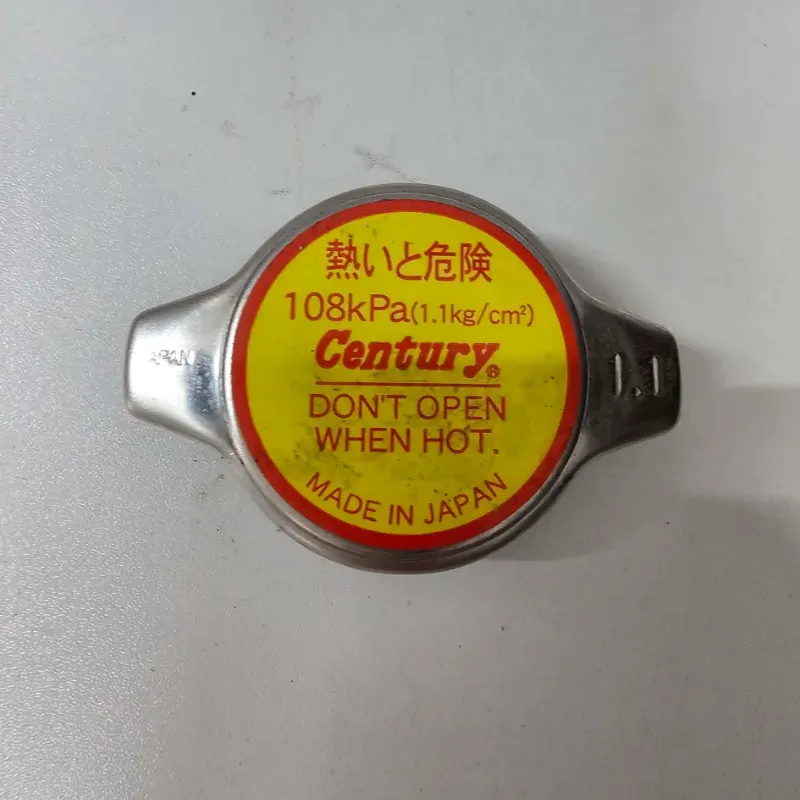 熱いと危険
108kPa(1.1kg/cm²)
Century®
DON'T OPEN
WHEN HOT.
MADE IN JAPAN
JAPAN
1.1